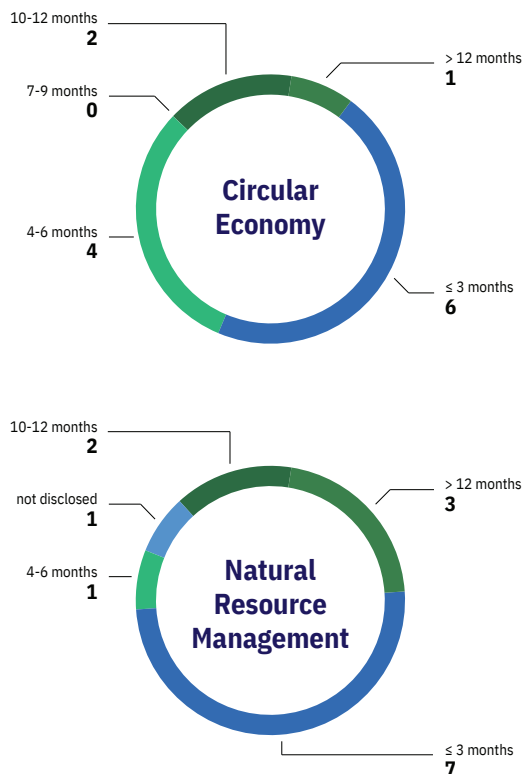 10-12 months
2
> 12 months
1
7-9 months
0
Circular
Economy
4-6 months
4
≤ 3 months
6
10-12 months
2
> 12 months
3
not disclosed
1
4-6 months
1
Natural
Resource
Management
≤ 3 months
7